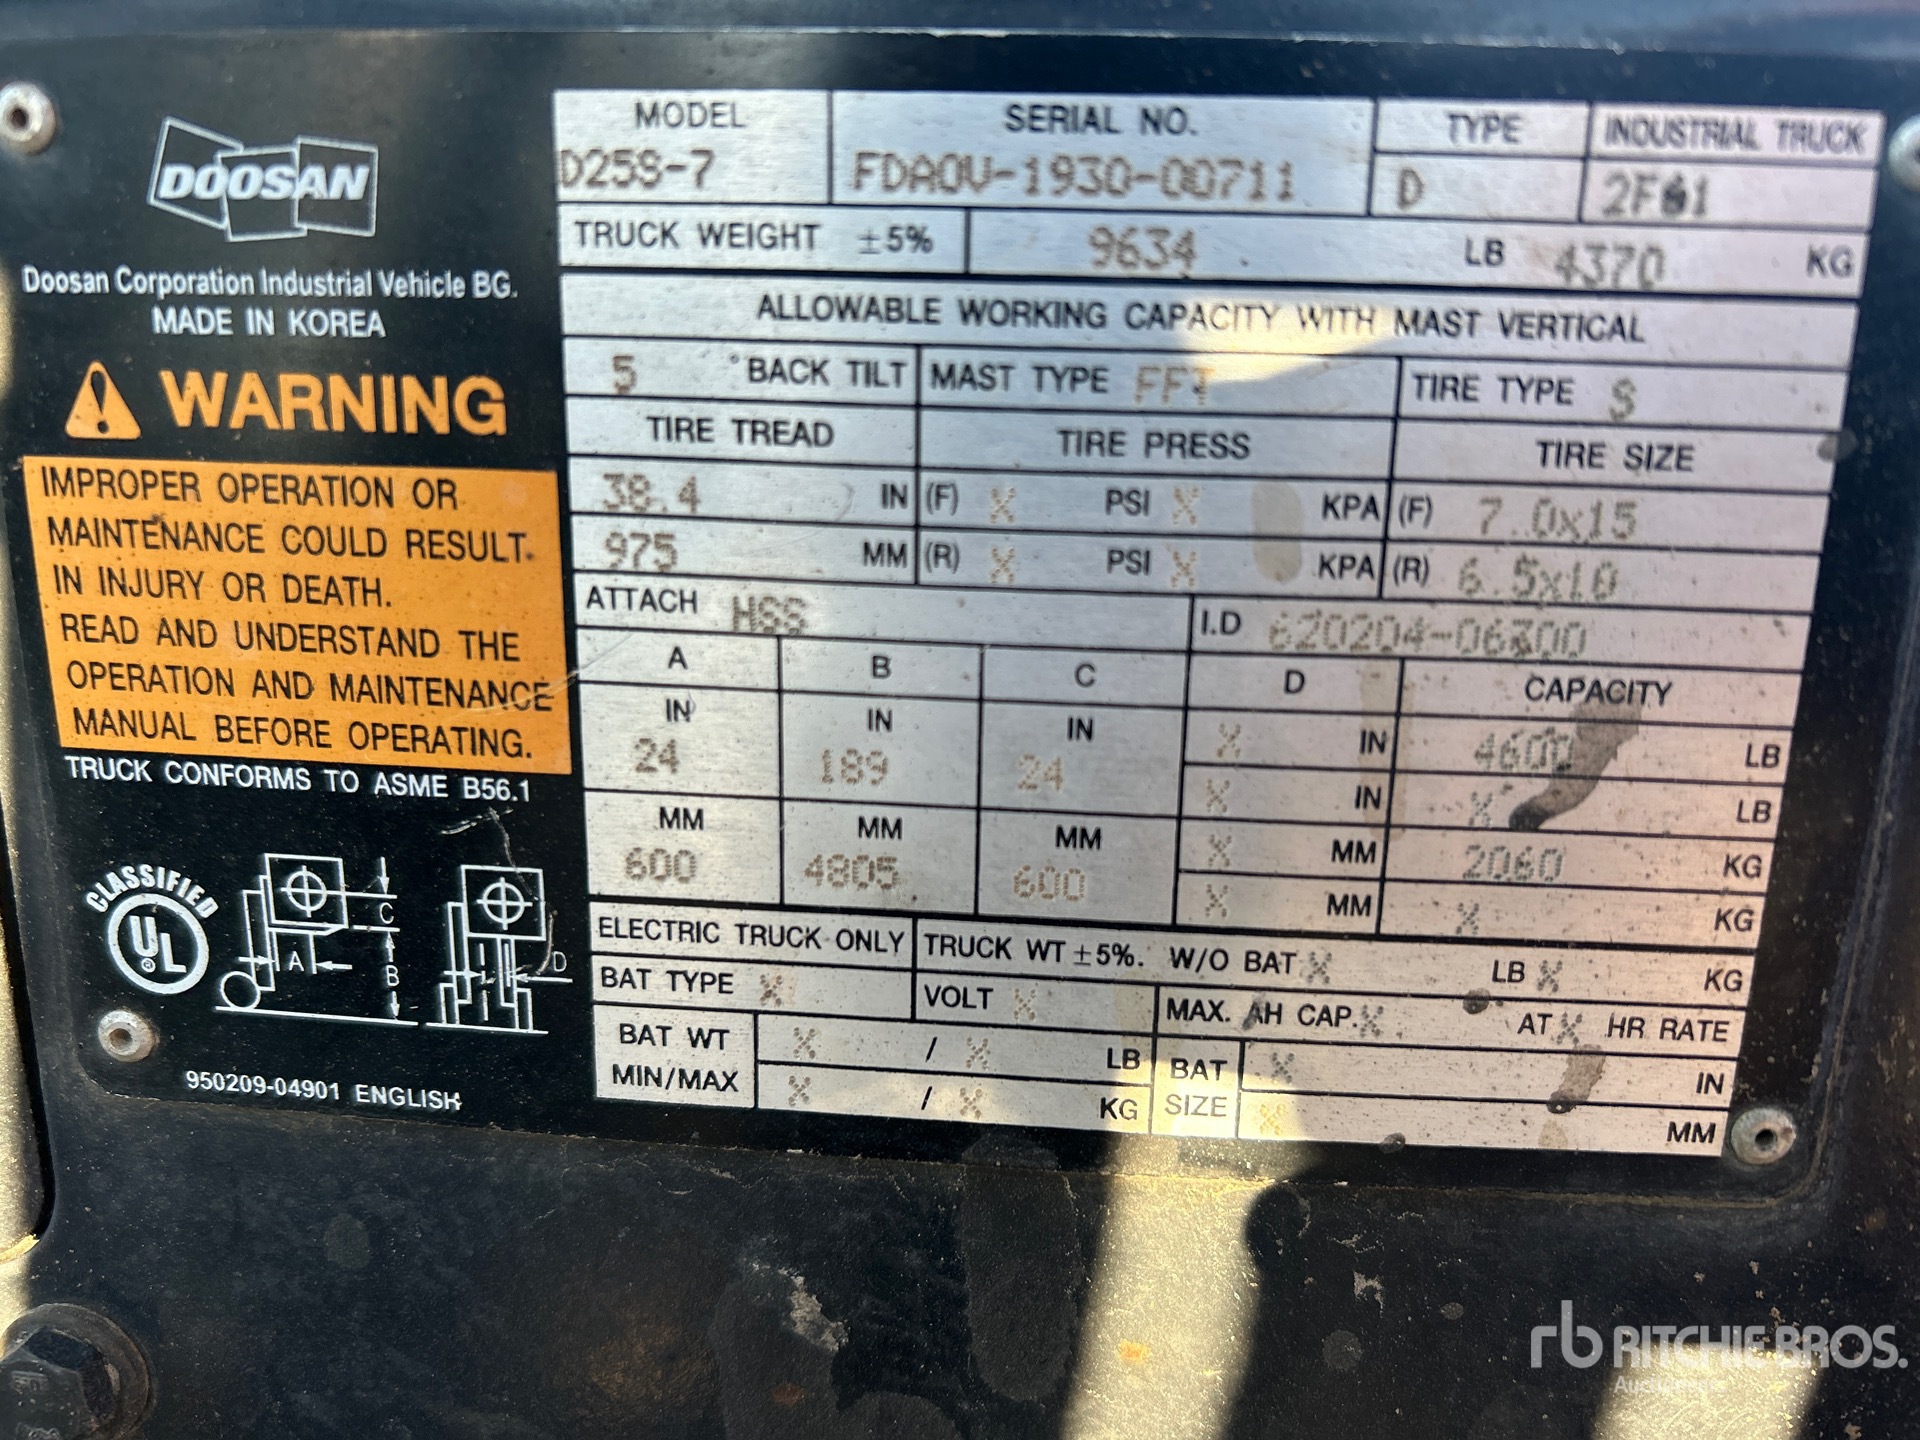 DOOSAN
Doosan Corporation Industrial Vehicle BG.
MADE IN KOREA
WARNING
IMPROPER OPERATION OR
MAINTENANCE COULD RESULT.
IN INJURY OR DEATH.
READ AND UNDERSTAND THE
OPERATION AND MAINTENANCE
MANUAL BEFORE OPERATING.
TRUCK CONFORMS TO ASME B56.1
CLASSIFIED
UL ®
A B C D
950209-04901 ENGLISH
MODEL SERIAL NO. TYPE INDUSTRIAL TRUCK
D25S-7 FDA0V-1930-00711 D
TRUCK WEIGHT ±5% 9634 LB 4370 KG
ALLOWABLE WORKING CAPACITY WITH MAST VERTICAL
5 °BACK TILT MAST TYPE FFT TIRE TYPE S
TIRE TREAD TIRE PRESS TIRE SIZE
38.4 IN (F) X PSI X KPA (F) 7.0x15
975 MM (R) X PSI X KPA (R) 6.5x10
ATTACH HSS I.D
A B C D CAPACITY
IN IN IN X IN 4600 LB
24 189 24 X IN X LB
MM MM MM X MM 2060 KG
600 4805 600 X MM X KG
ELECTRIC TRUCK ONLY TRUCK WT ±5%. W/O BAT X LB X KG
BAT TYPE X VOLT X MAX. AH CAP. X AT X HR RATE
BAT WT X / X LB BAT X IN
MIN/MAX X / X KG SIZE X MM
rb RITCHIE BROS.
Auctioneers